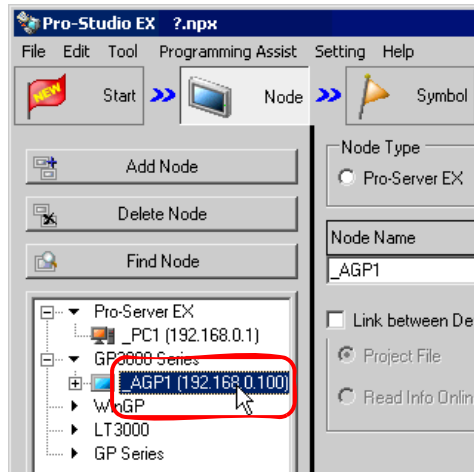 Pro-Studio EX ?.npx
File Edit Tool Programming Assist Setting Help
NEW Start Node Symbol
Add Node
Delete Node
Find Node
Pro-Server EX
_PC1 (192.168.0.1)
GP3000 Series
_AGP1 (192.168.0.100)
WinGP
LT3000
GP Series
Node Type
Pro-Server EX
Node Name
_AGP1
Link between De
Project File
Read Info Onlin